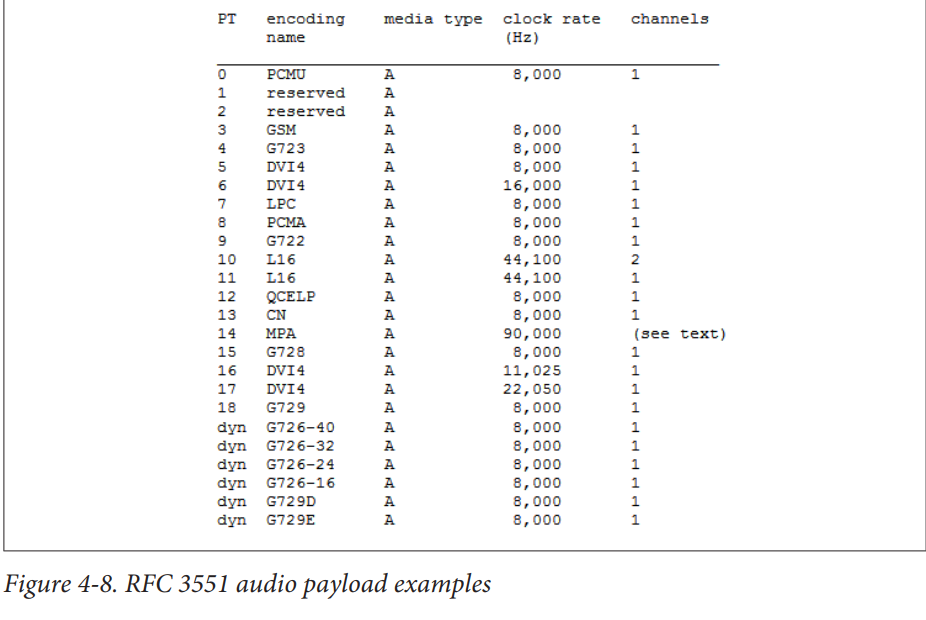 PT encoding media type clock rate channels
name (Hz)
0 PCMU A 8,000 1
1 reserved A
2 reserved A
3 GSM A 8,000 1
4 G723 A 8,000 1
5 DVI4 A 8,000 1
6 DVI4 A 16,000 1
7 LPC A 8,000 1
8 PCMA A 8,000 1
9 G722 A 8,000 1
10 L16 A 44,100 2
11 L16 A 44,100 1
12 QCELP A 8,000 1
13 CN A 8,000 1
14 MPA A 90,000 (see text)
15 G728 A 8,000 1
16 DVI4 A 11,025 1
17 DVI4 A 22,050 1
18 G729 A 8,000 1
dyn G726-40 A 8,000 1
dyn G726-32 A 8,000 1
dyn G726-24 A 8,000 1
dyn G726-16 A 8,000 1
dyn G729D A 8,000 1
dyn G729E A 8,000 1
Figure 4-8. RFC 3551 audio payload examples